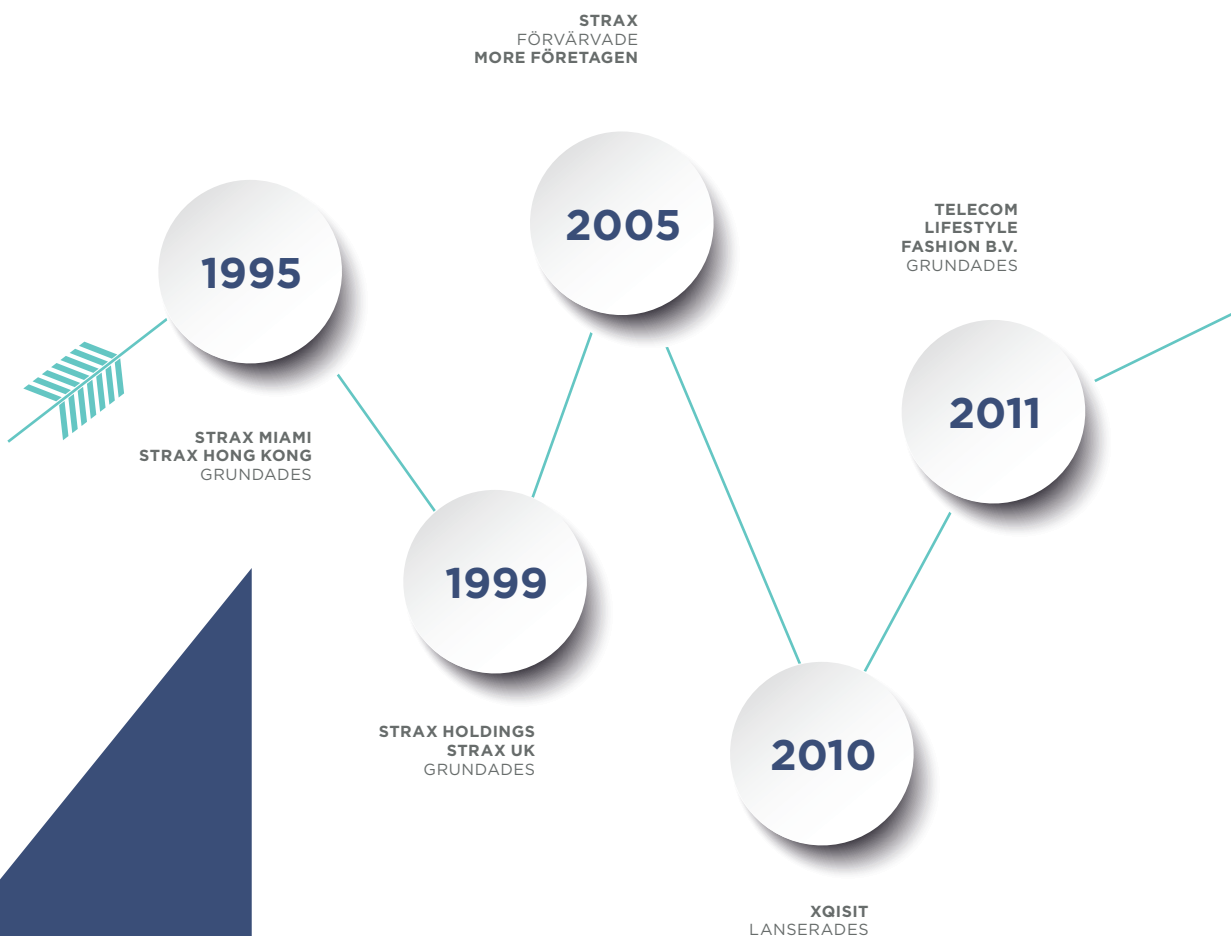 1995
STRAX MIAMI
STRAX HONG KONG
GRUNDADES
1999
STRAX HOLDINGS
STRAX UK
GRUNDADES
STRAX
FÖRVÄRVADE
MORE FÖRETAGEN
2005
2010
XQISIT
LANSERADES
TELECOM
LIFESTYLE
FASHION B.V.
GRUNDADES
2011